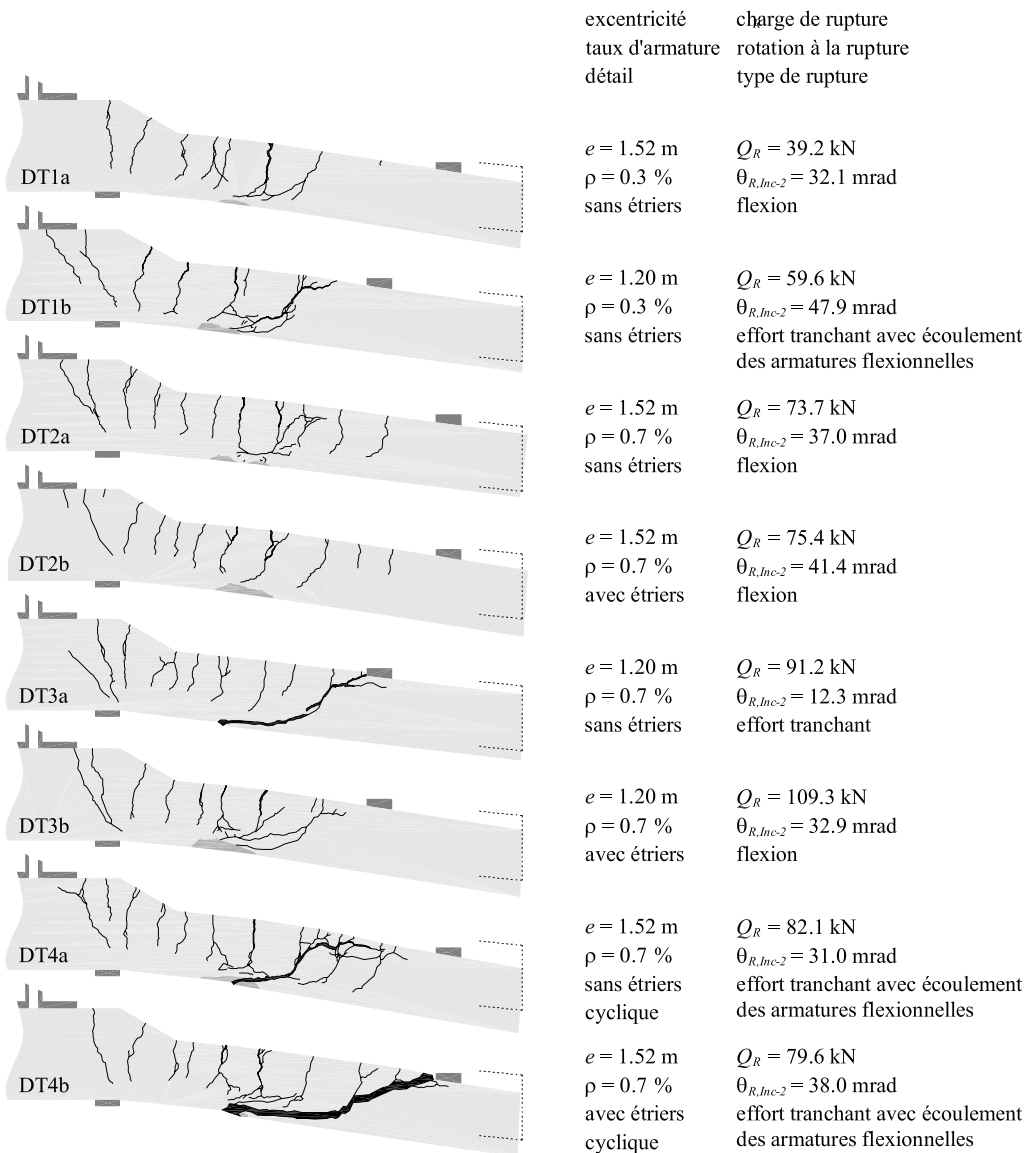 excentricité charge de rupture
taux d'armature rotation à la rupture
détail type de rupture
DT1a
e = 1.52 m Q_R = 39.2 kN
ρ = 0.3 % θ_R,Inc-2 = 32.1 mrad
sans étriers flexion
DT1b
e = 1.20 m Q_R = 59.6 kN
ρ = 0.3 % θ_R,Inc-2 = 47.9 mrad
sans étriers effort tranchant avec écoulement
des armatures flexionnelles
DT2a
e = 1.52 m Q_R = 73.7 kN
ρ = 0.7 % θ_R,Inc-2 = 37.0 mrad
sans étriers flexion
DT2b
e = 1.52 m Q_R = 75.4 kN
ρ = 0.7 % θ_R,Inc-2 = 41.4 mrad
avec étriers flexion
DT3a
e = 1.20 m Q_R = 91.2 kN
ρ = 0.7 % θ_R,Inc-2 = 12.3 mrad
sans étriers effort tranchant
DT3b
e = 1.20 m Q_R = 109.3 kN
ρ = 0.7 % θ_R,Inc-2 = 32.9 mrad
avec étriers flexion
DT4a
e = 1.52 m Q_R = 82.1 kN
ρ = 0.7 % θ_R,Inc-2 = 31.0 mrad
sans étriers effort tranchant avec écoulement
cyclique des armatures flexionnelles
DT4b
e = 1.52 m Q_R = 79.6 kN
ρ = 0.7 % θ_R,Inc-2 = 38.0 mrad
avec étriers effort tranchant avec écoulement
cyclique des armatures flexionnelles